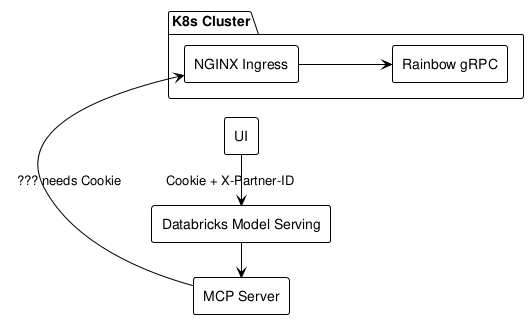 K8s Cluster
NGINX Ingress
Rainbow gRPC
UI
??? needs Cookie
Cookie + X-Partner-ID
Databricks Model Serving
MCP Server